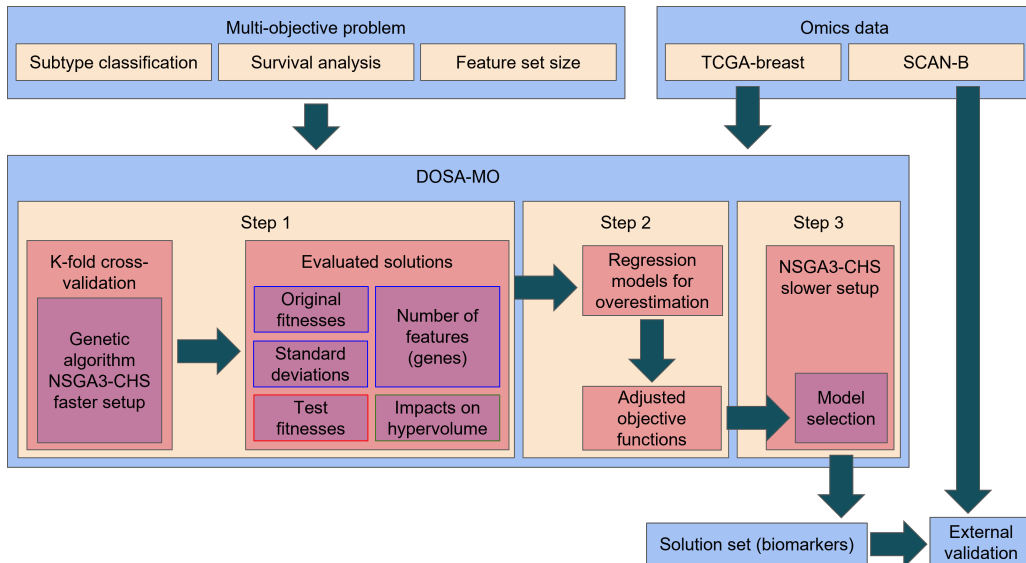 Multi-objective problem
Subtype classification
Survival analysis
Feature set size
Omics data
TCGA-breast
SCAN-B
DOSA-MO
Step 1
K-fold cross-
validation
Genetic
algorithm
NSGA3-CHS
faster setup
Evaluated solutions
Original
fitnesses
Standard
deviations
Test
fitnesses
Number of
features
(genes)
Impacts on
hypervolume
Step 2
Regression
models for
overestimation
Adjusted
objective
functions
Step 3
NSGA3-CHS
slower setup
Model
selection
Solution set (biomarkers)
External
validation